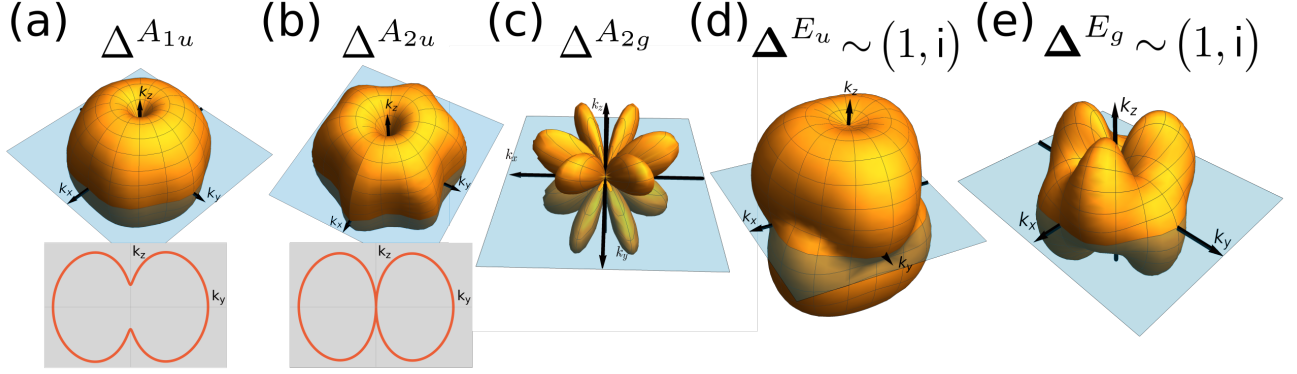 (a) Δ^{A_{1u}}
(b) Δ^{A_{2u}}
(c) Δ^{A_{2g}}
(d) Δ^{E_u} ~ (1, i)
(e) Δ^{E_g} ~ (1, i)
k_z
k_x
k_y
k_z
k_x
k_y
k_z
k_x
k_y
k_z
k_x
k_y
k_z
k_x
k_y
k_z
k_y
k_z
k_y